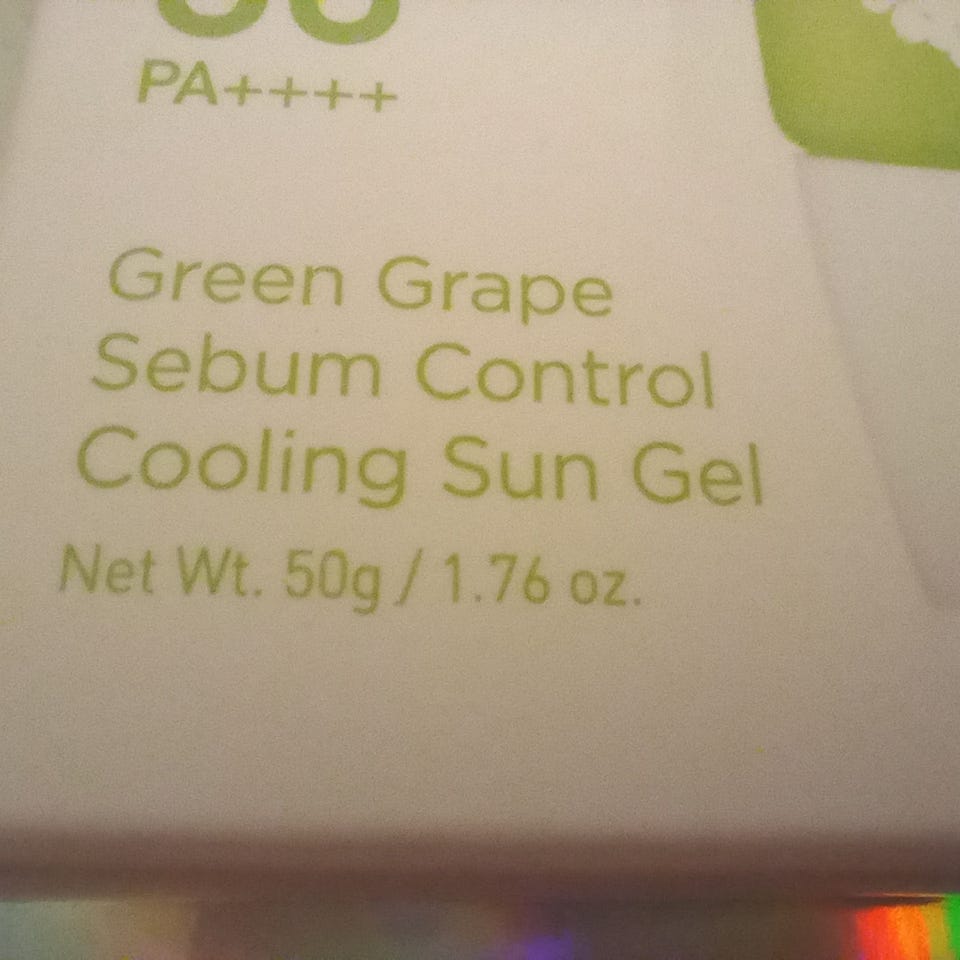 PA++++
Green Grape
Sebum Control
Cooling Sun Gel
Net Wt. 50g / 1.76 oz.